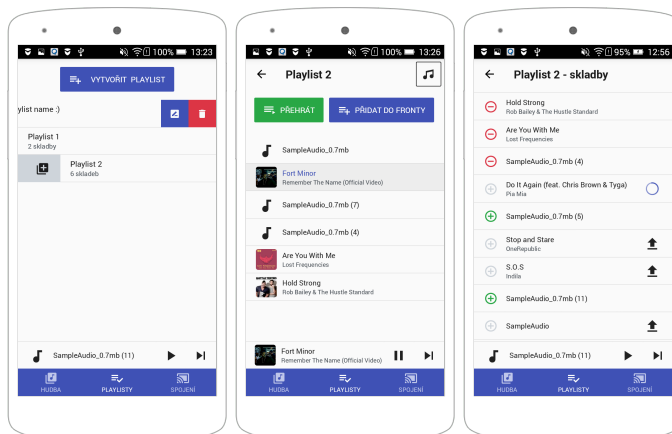 100% 13:23
VYTVOŘIT PLAYLIST
ylist name :)
Playlist 1
2 skladby
Playlist 2
6 skladeb
SampleAudio_0.7mb (11)
HUDBA PLAYLISTY SPOJENÍ
100% 13:26
Playlist 2
PŘEHRÁT PŘIDAT DO FRONTY
SampleAudio_0.7mb
Fort Minor
Remember The Name (Official Video)
SampleAudio_0.7mb (7)
SampleAudio_0.7mb (4)
Are You With Me
Lost Frequencies
Hold Strong
Rob Bailey & The Hustle Standard
Fort Minor
Remember The Name (Official Video)
HUDBA PLAYLISTY SPOJENÍ
95% 12:56
Playlist 2 - skladby
Hold Strong
Rob Bailey & The Hustle Standard
Are You With Me
Lost Frequencies
SampleAudio_0.7mb (4)
Do It Again (feat. Chris Brown & Tyga)
Pia Mia
SampleAudio_0.7mb (5)
Stop and Stare
OneRepublic
S.O.S
Indila
SampleAudio_0.7mb (11)
SampleAudio
SampleAudio_0.7mb (11)
HUDBA PLAYLISTY SPOJENÍ